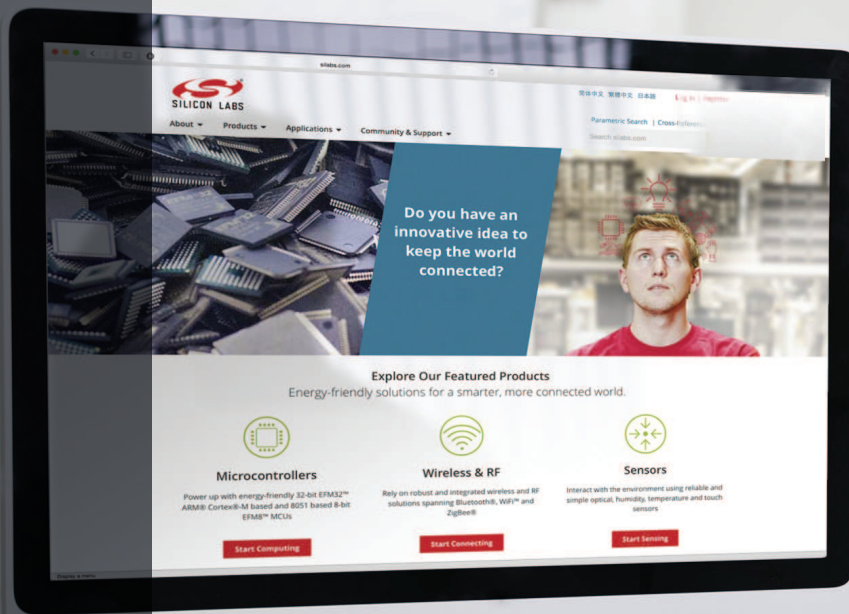 silabs.com
SILICON LABS
简体中文 繁體中文 日本語
Log In | Register
Parametric Search | Cross-Reference
Search silabs.com
About Products Applications Community & Support
Do you have an
innovative idea to
keep the world
connected?
Explore Our Featured Products
Energy-friendly solutions for a smarter, more connected world.
Microcontrollers
Power up with energy-friendly 32-bit EFM32™
ARM® Cortex®-M based and 8051 based 8-bit
EFM8™ MCUs
Start Computing
Wireless & RF
Rely on robust and integrated wireless and RF
solutions spanning Bluetooth®, WiFi™ and
ZigBee®
Start Connecting
Sensors
Interact with the environment using reliable and
simple optical, humidity, temperature and touch
sensors
Start Sensing
Display a menu